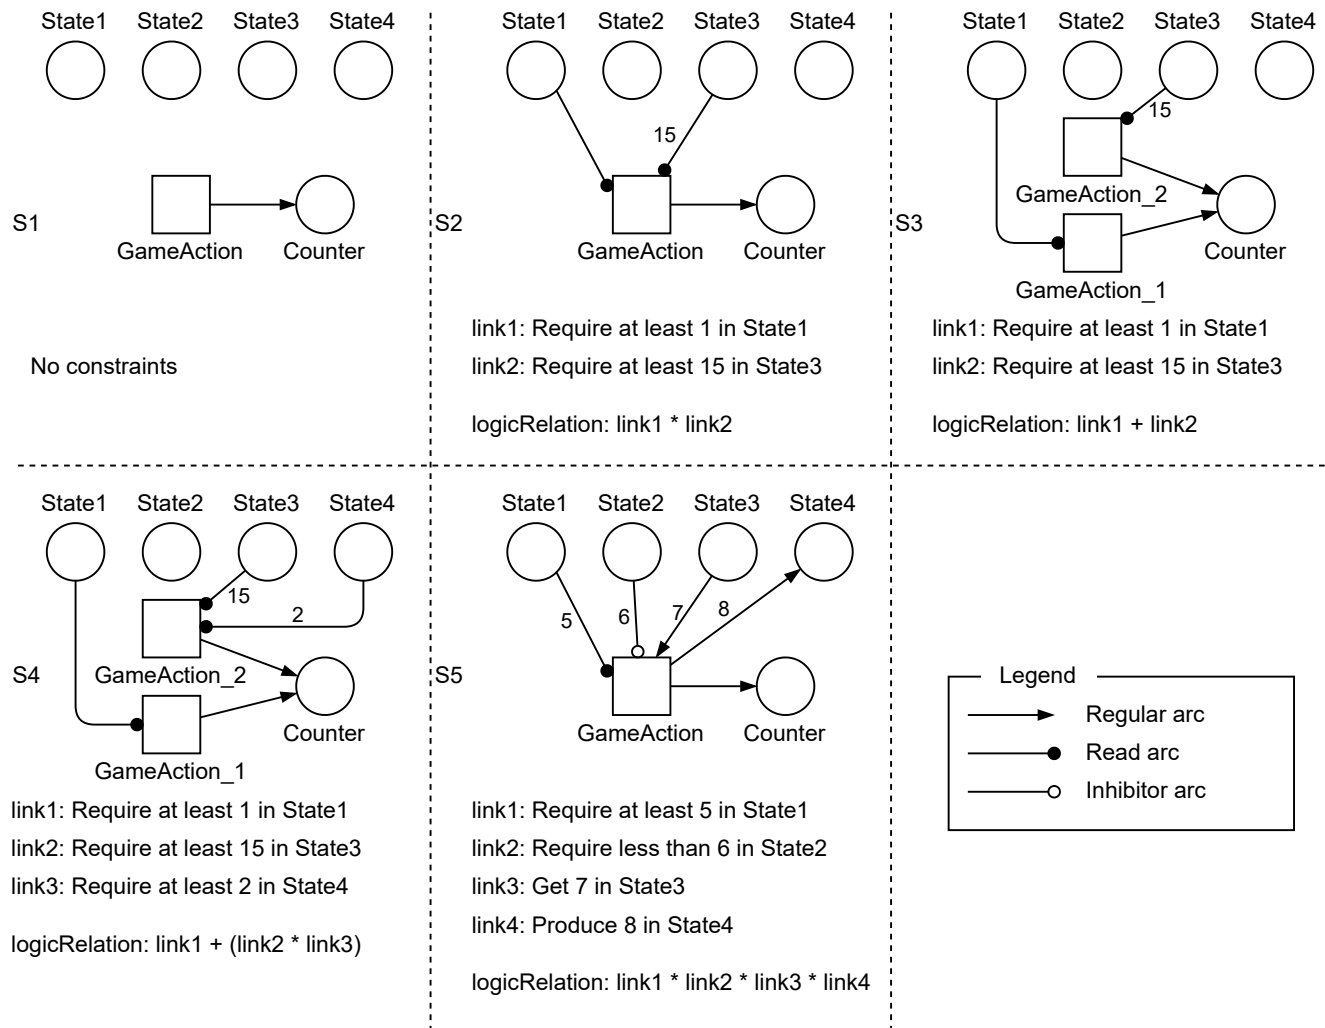 State1 State2 State3 State4
S1
GameAction Counter
No constraints
State1 State2 State3 State4
15
S2
GameAction Counter
link1: Require at least 1 in State1
link2: Require at least 15 in State3
logicRelation: link1 * link2
State1 State2 State3 State4
15
GameAction_2
S3
Counter
GameAction_1
link1: Require at least 1 in State1
link2: Require at least 15 in State3
logicRelation: link1 + link2
State1 State2 State3 State4
15
2
S4
GameAction_2
Counter
GameAction_1
link1: Require at least 1 in State1
link2: Require at least 15 in State3
link3: Require at least 2 in State4
logicRelation: link1 + (link2 * link3)
State1 State2 State3 State4
5 6 7 8
S5
GameAction Counter
link1: Require at least 5 in State1
link2: Require less than 6 in State2
link3: Get 7 in State3
link4: Produce 8 in State4
logicRelation: link1 * link2 * link3 * link4
Legend
Regular arc
Read arc
Inhibitor arc